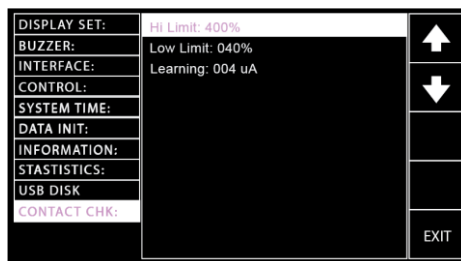 DISPLAY SET:
BUZZER:
INTERFACE:
CONTROL:
SYSTEM TIME:
DATA INIT:
INFORMATION:
STASTISTICS:
USB DISK
CONTACT CHK:
Hi Limit: 400%
Low Limit: 040%
Learning: 004 uA
EXIT